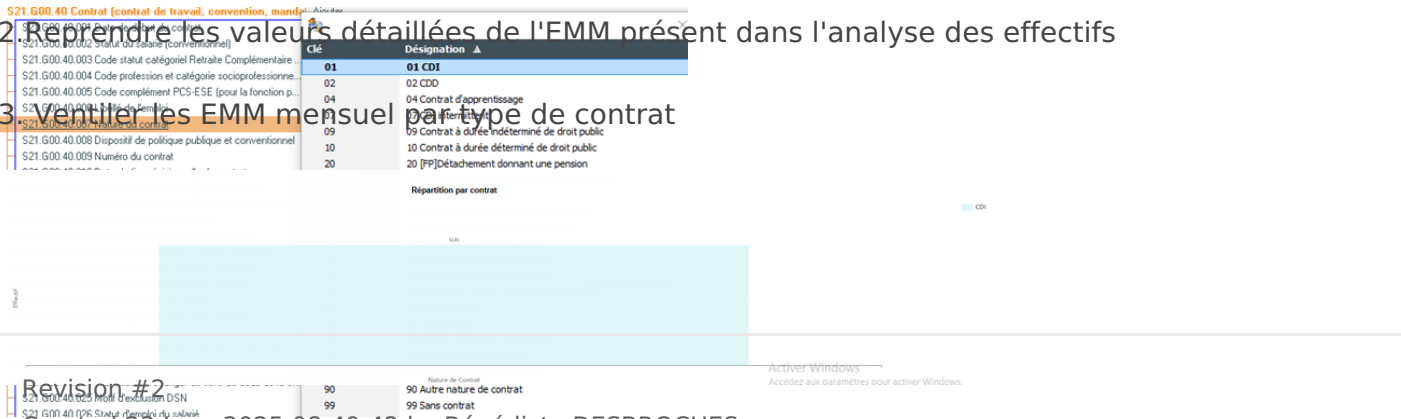 S21.G00.40 Contrat (contrat de travail, convention, manda
2.Reprendre les valeurs détaillées de l'EMM présent dans l'analyse des effectifs
S21.G00.40.002 Statut du salarié (conventionnel)
Clé Désignation
S21.G00.40.003 Code statut catégoriel Retraite Complémentaire ...
01 01 CDI
S21.G00.40.004 Code profession et catégorie socioprofessionne...
02 02 CDD
S21.G00.40.005 Code complément PCS-ESE (pour la fonction p...
04 04 Contrat d'apprentissage
3. Ventiler les EMM mensuel par type de contrat
S21.G00.40.007 Nature du contrat
09 09 Contrat à durée indéterminé de droit public
S21.G00.40.008 Dispositif de politique publique et conventionnel
10 10 Contrat à durée déterminé de droit public
S21.G00.40.009 Numéro du contrat
20 20 [FP]Détachement donnant une pension
Répartition par contrat
CDI
Effectif
Nature de Contrat
Activer Windows
Accédez aux paramètres pour activer Windows.
Revision #2
90 90 Autre nature de contrat
S21.G00.40.025 Motif d'exclusion DSN
99 99 Sans contrat
S21.G00.40.026 Statut d'emploi du salarié